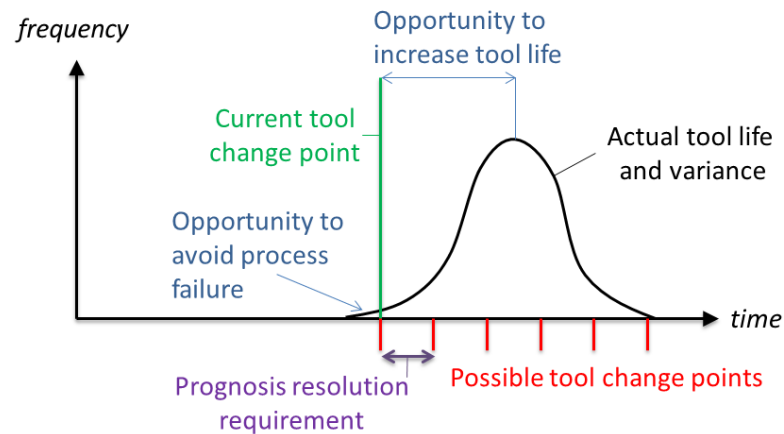 frequency
Opportunity to
increase tool life
Current tool
change point
Actual tool life
and variance
Opportunity to
avoid process
failure
time
Prognosis resolution
requirement
Possible tool change points